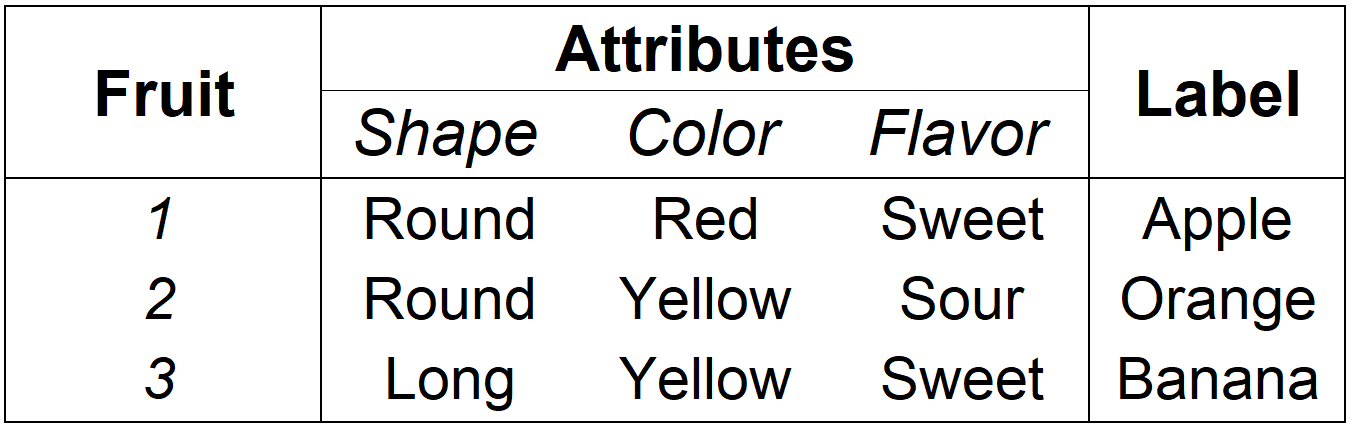 Fruit Attributes Label
Shape Color Flavor
1 Round Red Sweet Apple
2 Round Yellow Sour Orange
3 Long Yellow Sweet Banana